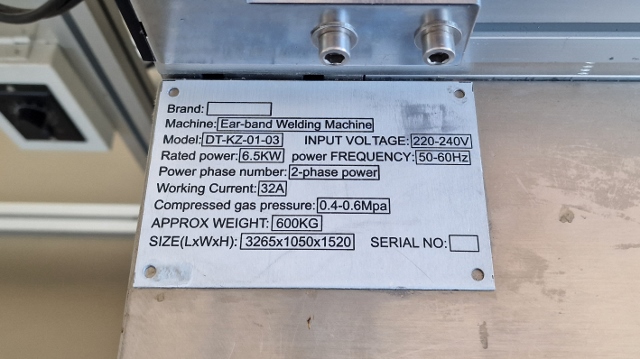 Brand:
Machine: Ear-band Welding Machine
Model: DT-KZ-01-03 INPUT VOLTAGE: 220-240V
Rated power: 6.5KW power FREQUENCY: 50-60Hz
Power phase number: 2-phase power
Working Current: 32A
Compressed gas pressure: 0.4-0.6Mpa
APPROX WEIGHT: 600KG
SIZE(LxWxH): 3265x1050x1520 SERIAL NO: